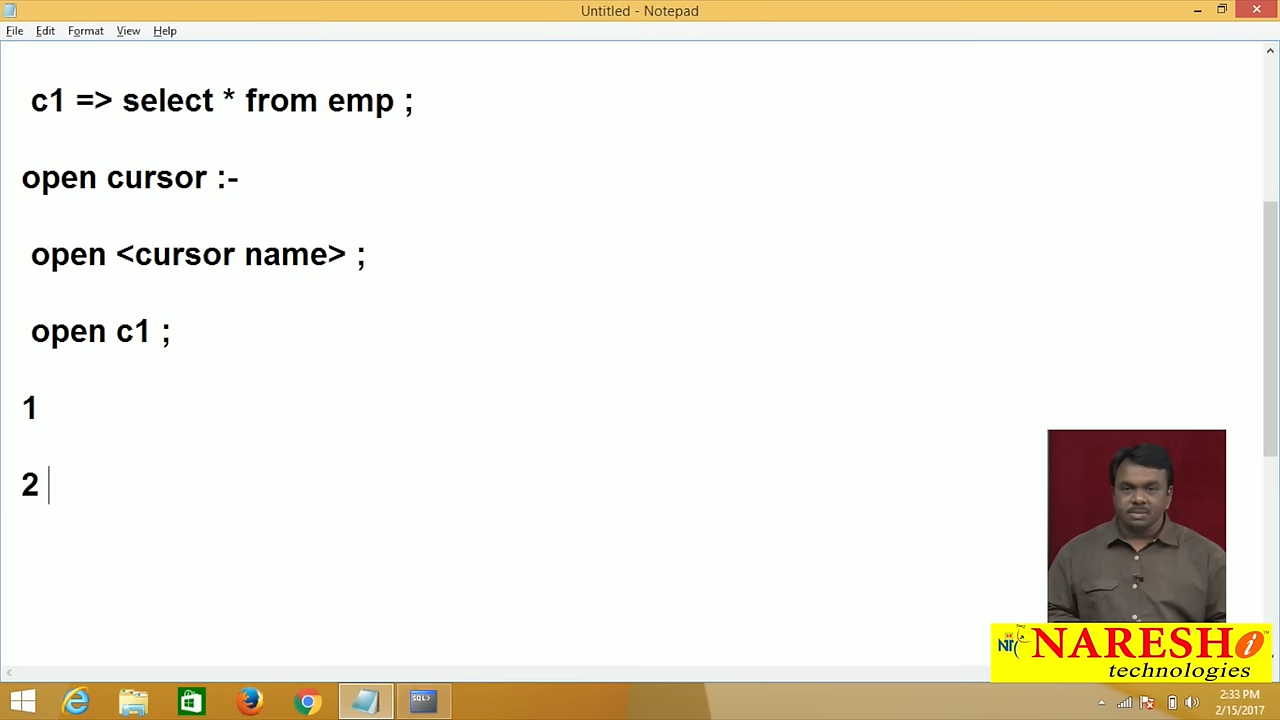 Untitled - Notepad
File Edit Format View Help
c1 => select * from emp ;
open cursor :-
open <cursor name> ;
open c1 ;
1
2
NARESH i
technologies
SQL>
2:33 PM
2/15/2017